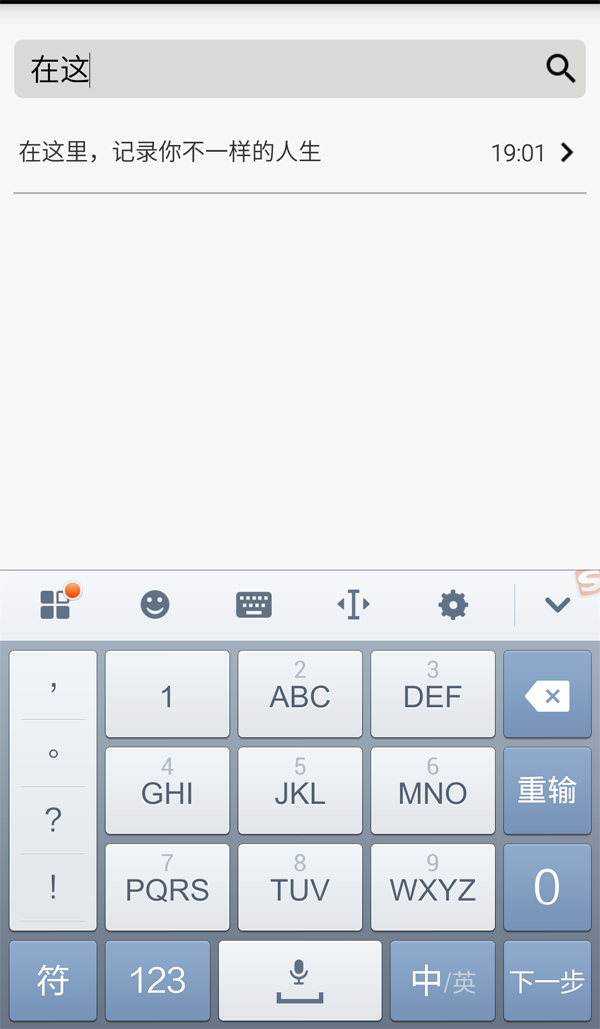 在这
在这里，记录你不一样的人生 19:01
S
， 1 2 ABC 3 DEF
。 4 GHI 5 JKL 6 MNO 重输
？
！ 7 PQRS 8 TUV 9 WXYZ 0
符 123 中/英 下一步